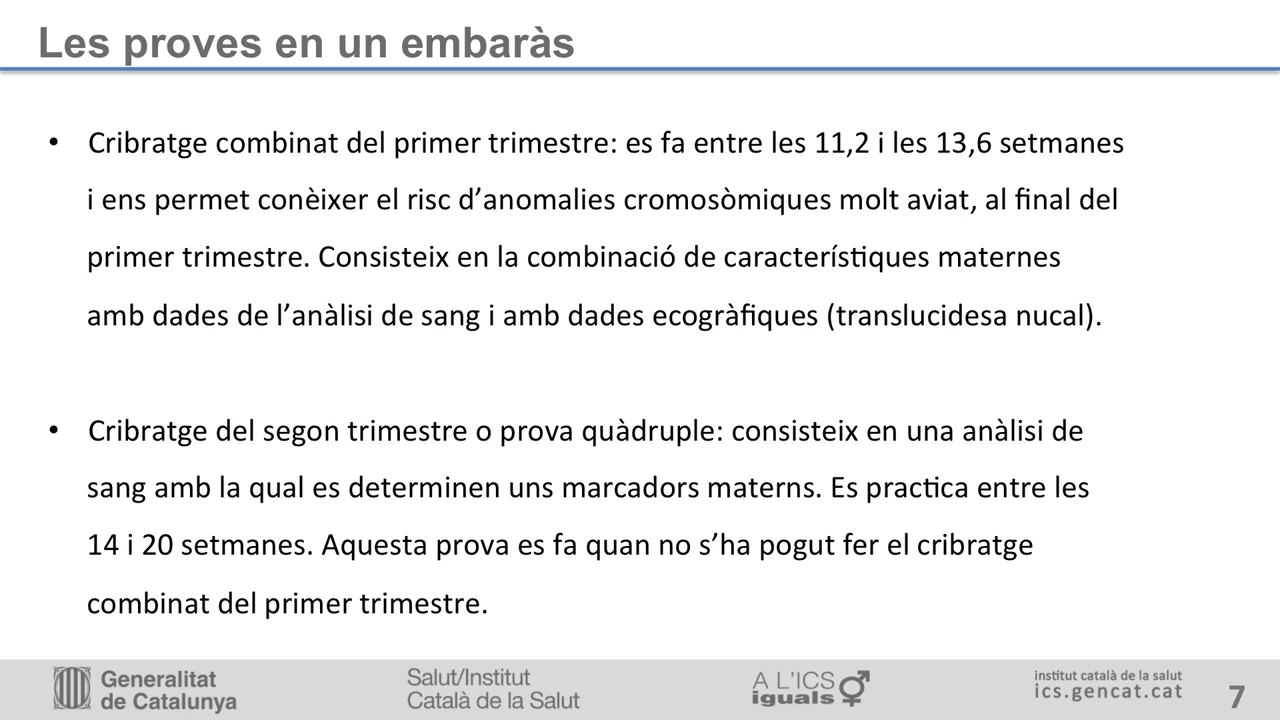 Les proves en un embaràs
• Cribratge combinat del primer trimestre: es fa entre les 11,2 i les 13,6 setmanes
i ens permet conèixer el risc d’anomalies cromosòmiques molt aviat, al final del
primer trimestre. Consisteix en la combinació de característiques maternes
amb dades de l’anàlisi de sang i amb dades ecogràfiques (translucidesa nucal).
• Cribratge del segon trimestre o prova quàdruple: consisteix en una anàlisi de
sang amb la qual es determinen uns marcadors materns. Es practica entre les
14 i 20 setmanes. Aquesta prova es fa quan no s’ha pogut fer el cribratge
combinat del primer trimestre.
Generalitat
de Catalunya
Salut/Institut
Català de la Salut
A L'ICS
iguals
institut català de la salut
ics.gencat.cat
7